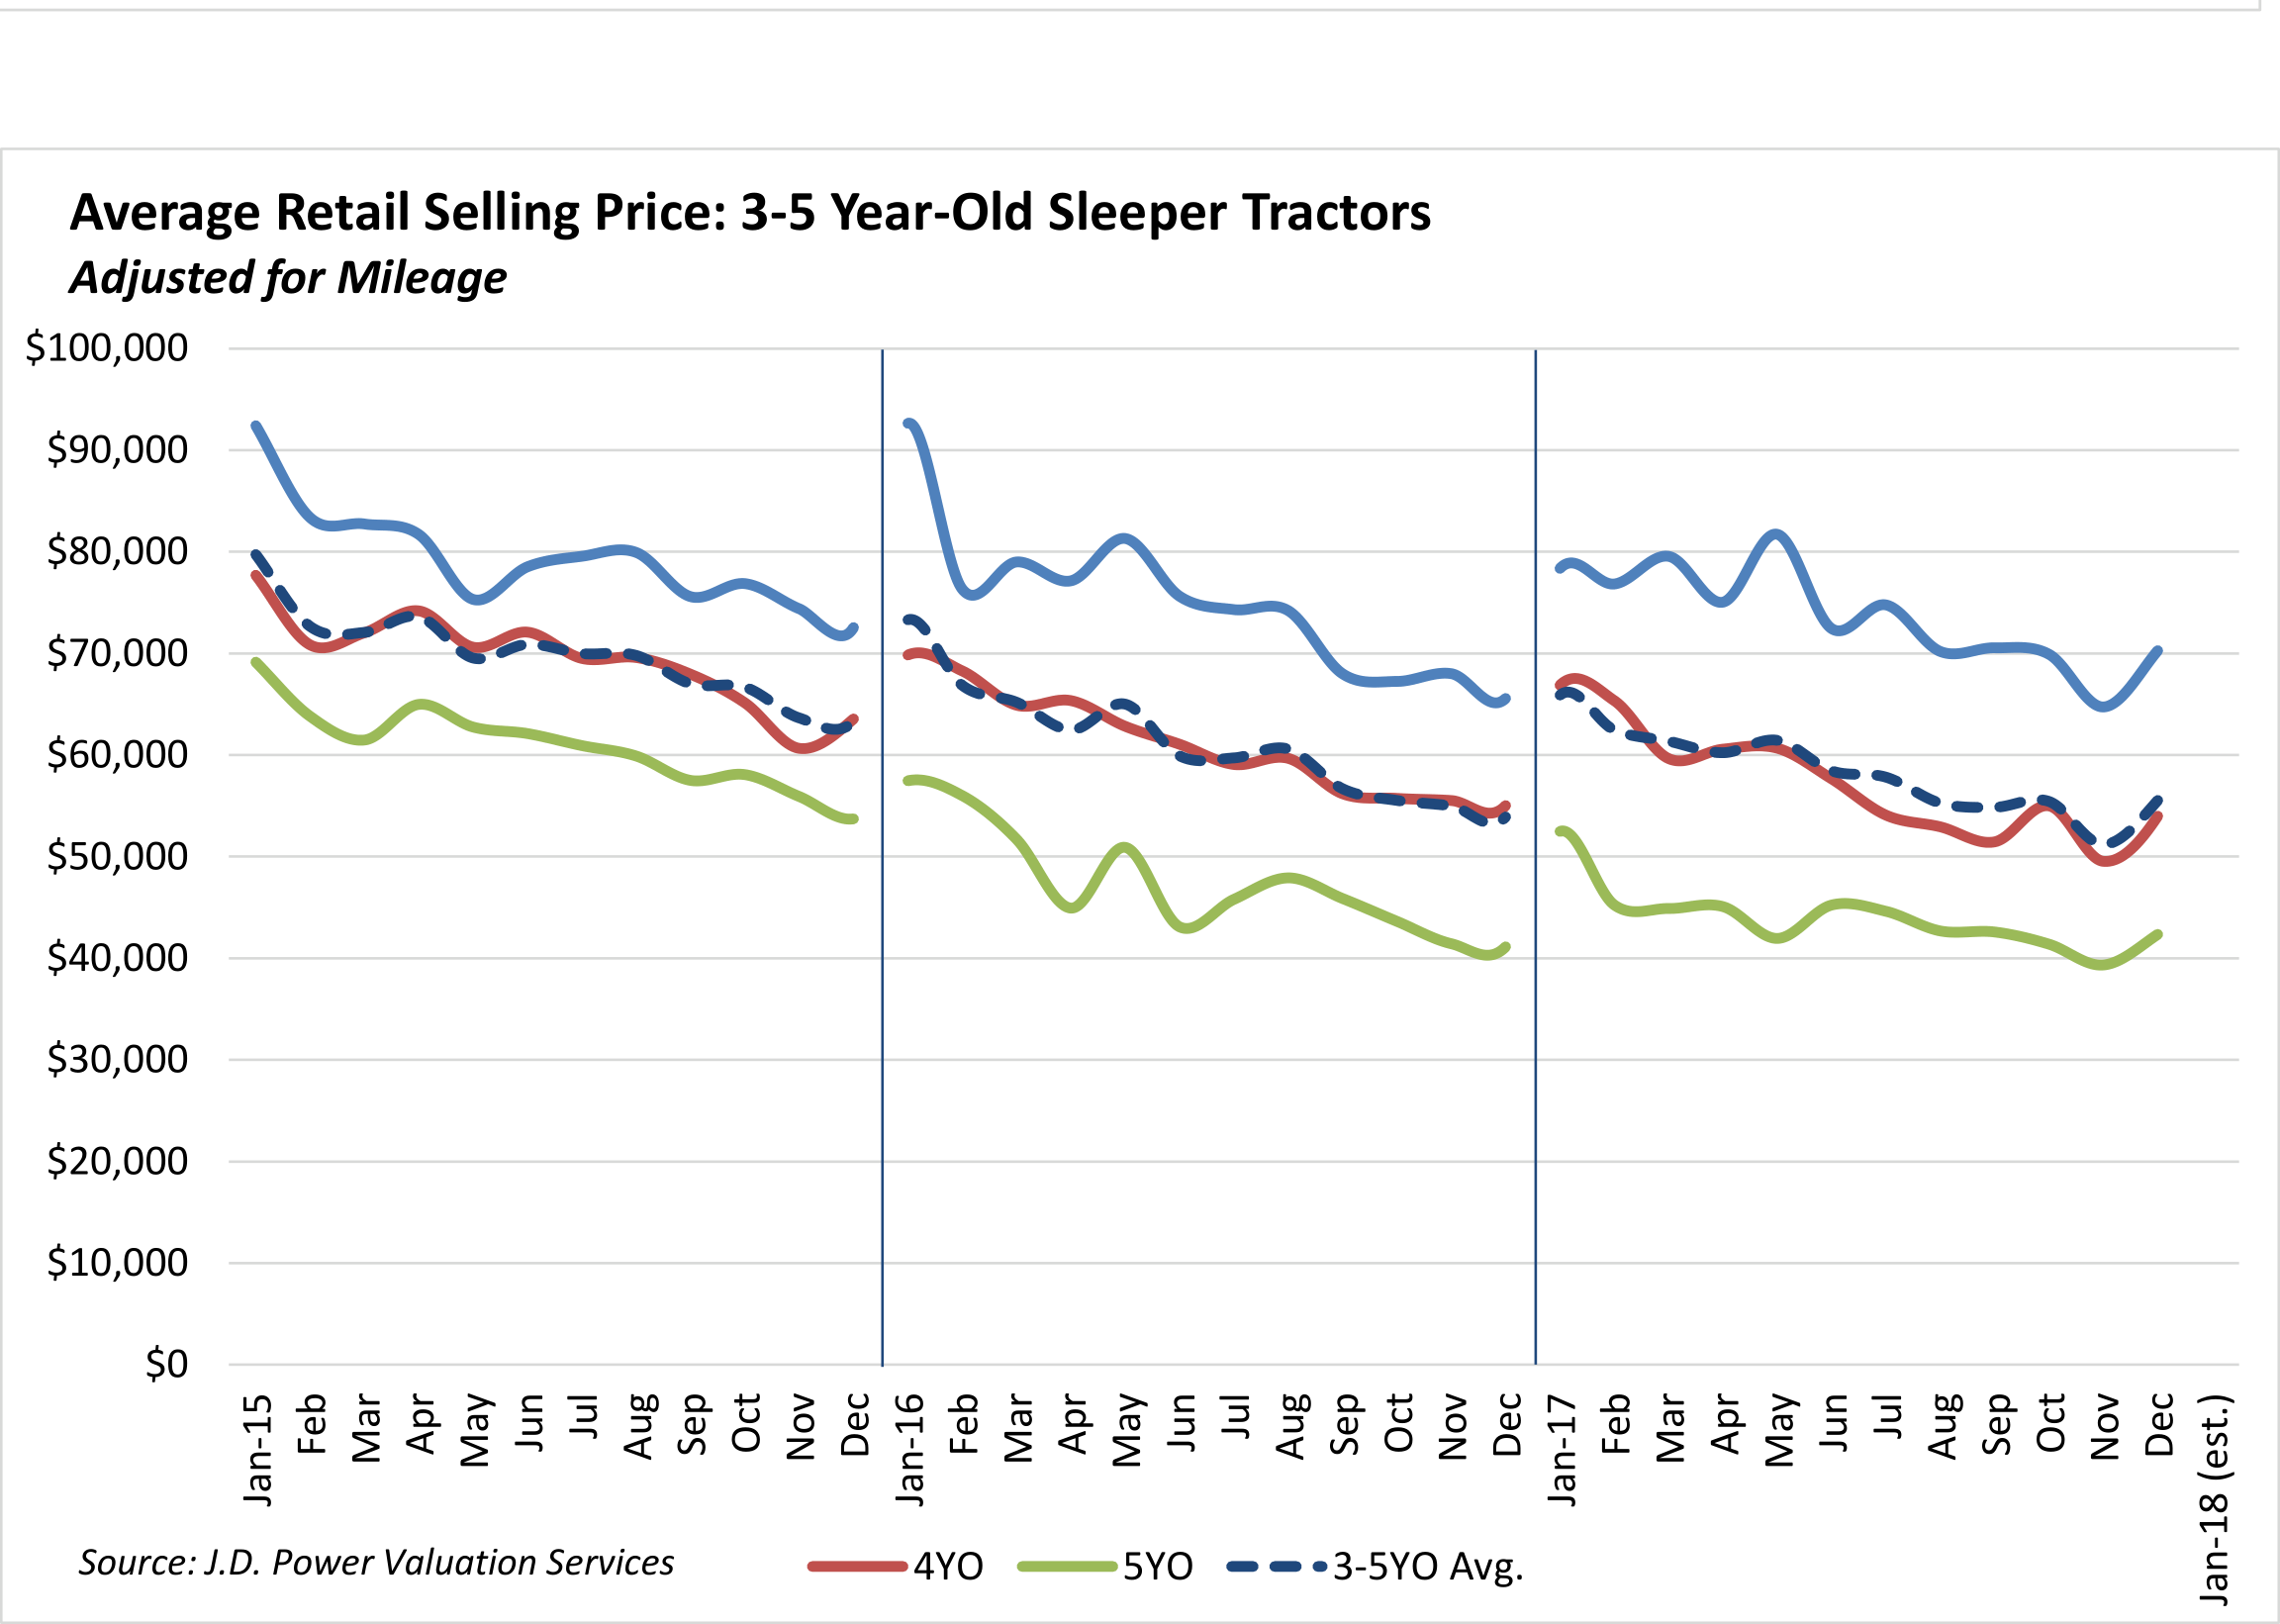 Average Retail Selling Price: 3-5 Year-Old Sleeper Tractors
Adjusted for Mileage
$100,000
$90,000
$80,000
$70,000
$60,000
$50,000
$40,000
$30,000
$20,000
$10,000
$0
Jan-15
Feb
Mar
Apr
May
Jun
Jul
Aug
Sep
Oct
Nov
Dec
Jan-16
Feb
Mar
Apr
May
Jun
Jul
Aug
Sep
Oct
Nov
Dec
Jan-17
Feb
Mar
Apr
May
Jun
Jul
Aug
Sep
Oct
Nov
Dec
Jan-18 (est.)
Source: J.D. Power Valuation Services
4YO
5YO
3-5YO Avg.